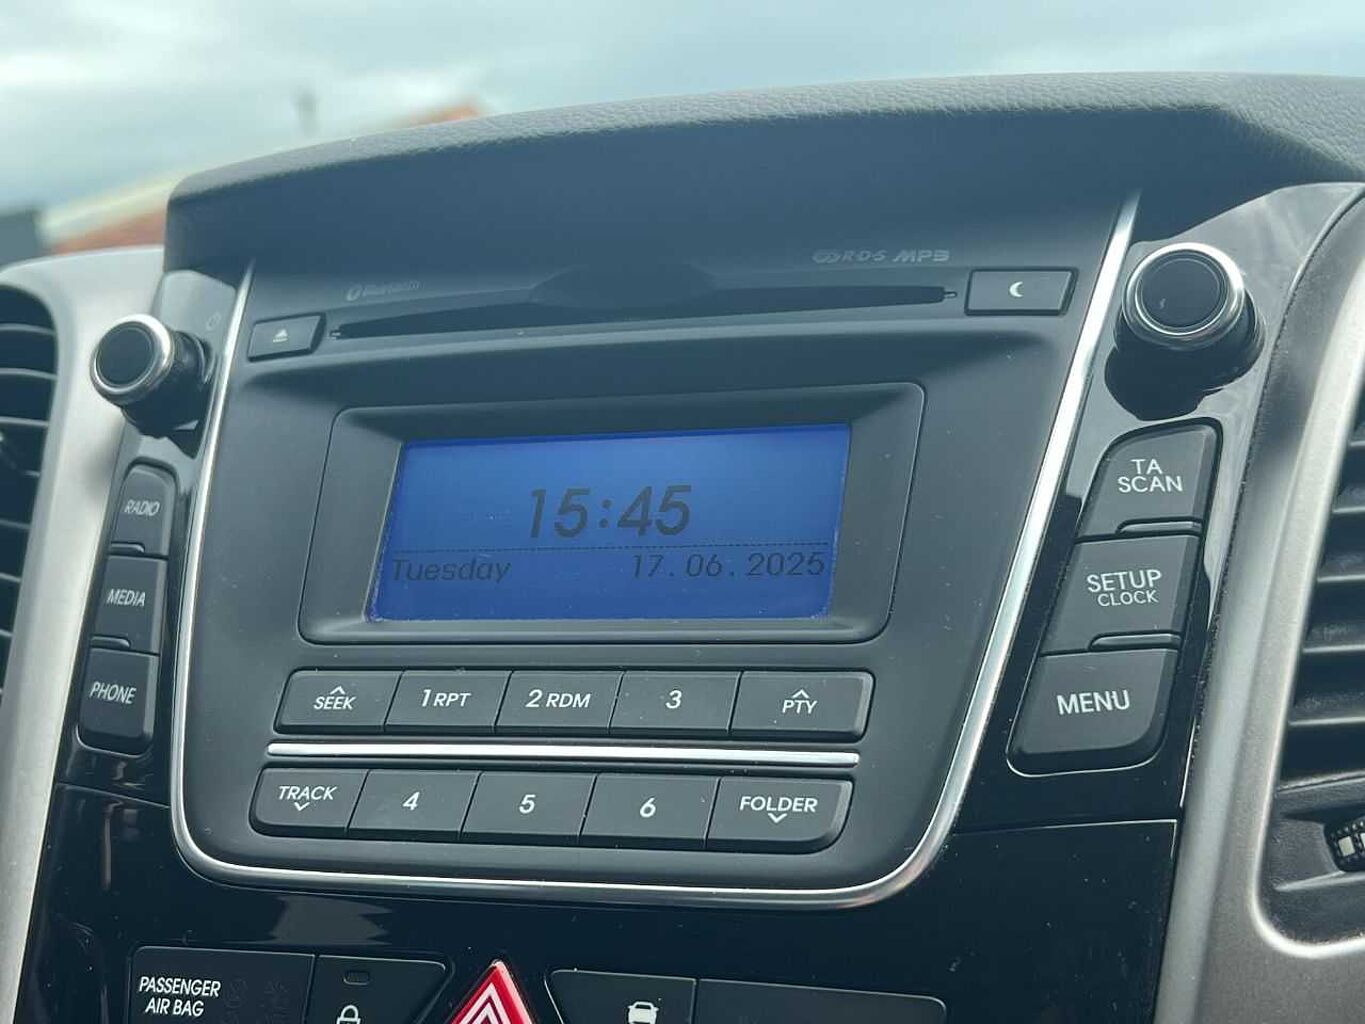 Bluetooth
RDS MP3
15:45
Tuesday 17.06.2025
RADIO
MEDIA
PHONE
TA
SCAN
SETUP
CLOCK
MENU
SEEK 1 RPT 2 RDM 3 PTY
TRACK 4 5 6 FOLDER
PASSENGER
AIR BAG